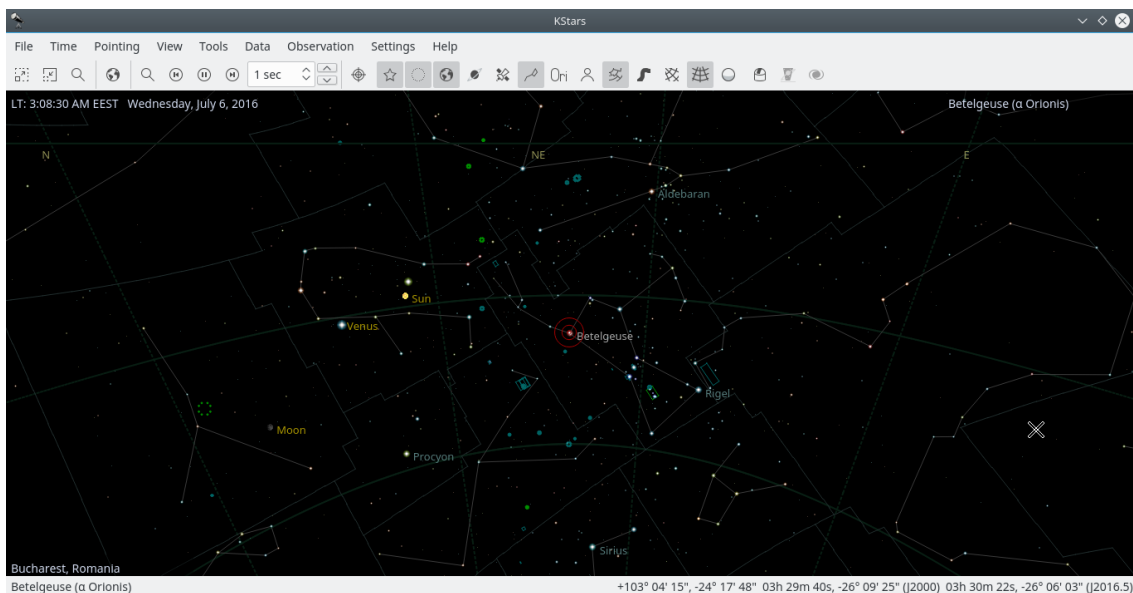 KStars
File Time Pointing View Tools Data Observation Settings Help
1 sec Ori
LT: 3:08:30 AM EEST Wednesday, July 6, 2016 Betelgeuse (α Orionis)
N NE E
Aldebaran
Sun
Venus
Betelgeuse
Rigel
Moon
Procyon
Sirius
Bucharest, Romania
Betelgeuse (α Orionis) +103° 04' 15", -24° 17' 48" 03h 29m 40s, -26° 09' 25" (J2000) 03h 30m 22s, -26° 06' 03" (J2016.5)